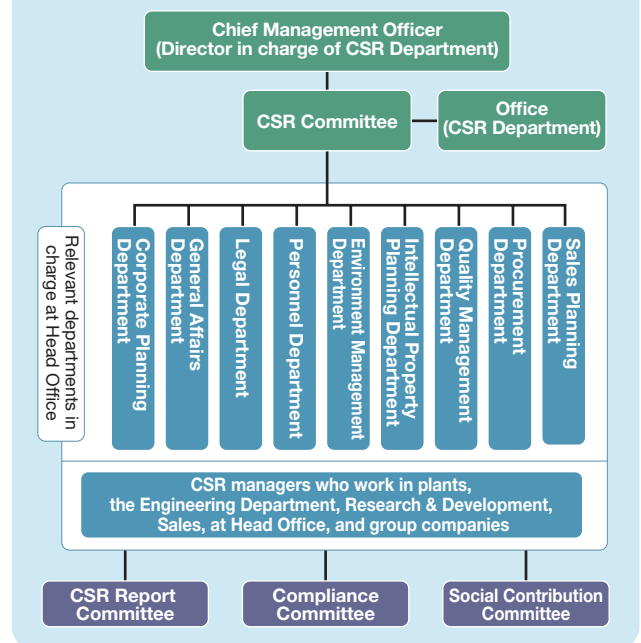 Chief Management Officer
(Director in charge of CSR Department)
CSR Committee
Office
(CSR Department)
Relevant departments in
charge at Head Office
Corporate Planning
Department
General Affairs
Department
Legal Department
Personnel Department
Environment Management
Department
Intellectual Property
Planning Department
Quality Management
Department
Procurement
Department
Sales Planning
Department
CSR managers who work in plants,
the Engineering Department, Research & Development,
Sales, at Head Office, and group companies
CSR Report
Committee
Compliance
Committee
Social Contribution
Committee